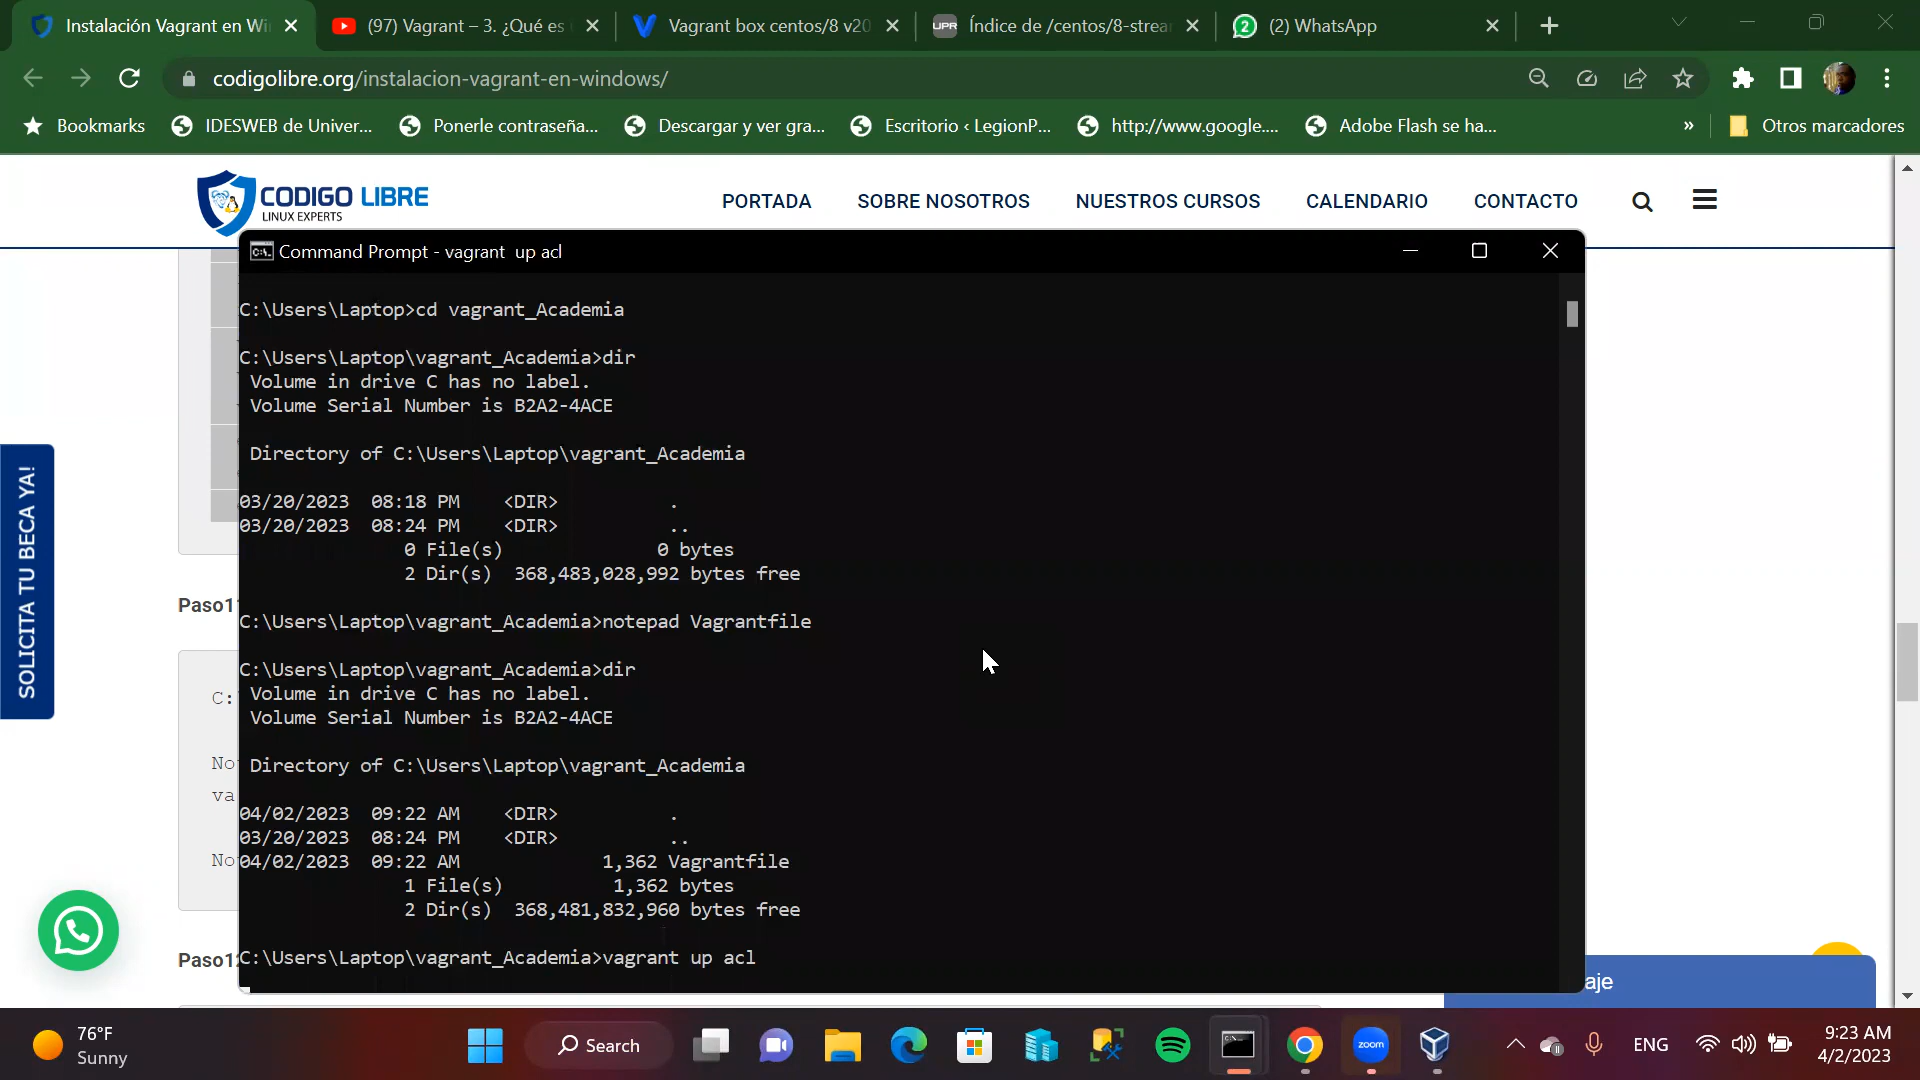 Instalación Vagrant en Wi
(97) Vagrant – 3. ¿Qué es
Vagrant box centos/8 v20
UPR
Índice de /centos/8-strea
2
(2) WhatsApp
codigolibre.org/instalacion-vagrant-en-windows/
Bookmarks
IDESWEB de Univer...
Ponerle contraseña...
Descargar y ver gra...
Escritorio ‹ LegionP...
http://www.google....
Adobe Flash se ha...
»
Otros marcadores
CODIGO LIBRE
LINUX EXPERTS
PORTADA
SOBRE NOSOTROS
NUESTROS CURSOS
CALENDARIO
CONTACTO
Command Prompt - vagrant  up acl
C:\Users\Laptop>cd vagrant_Academia
C:\Users\Laptop\vagrant_Academia>dir
Volume in drive C has no label.
Volume Serial Number is B2A2-4ACE
Directory of C:\Users\Laptop\vagrant_Academia
03/20/2023  08:18 PM    <DIR>          .
03/20/2023  08:24 PM    <DIR>          ..
0 File(s)              0 bytes
2 Dir(s)  368,483,028,992 bytes free
C:\Users\Laptop\vagrant_Academia>notepad Vagrantfile
C:\Users\Laptop\vagrant_Academia>dir
Volume in drive C has no label.
Volume Serial Number is B2A2-4ACE
Directory of C:\Users\Laptop\vagrant_Academia
04/02/2023  09:22 AM    <DIR>          .
03/20/2023  08:24 PM    <DIR>          ..
04/02/2023  09:22 AM             1,362 Vagrantfile
1 File(s)          1,362 bytes
2 Dir(s)  368,481,832,960 bytes free
C:\Users\Laptop\vagrant_Academia>vagrant up acl
SOLICITA TU BECA YA!
Paso1
C:
No
va
No
Paso1
aje
76°F
Sunny
Search
zoom
ENG
9:23 AM
4/2/2023